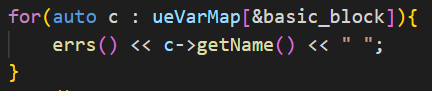 for(auto c : ueVarMap[&basic_block]){
    errs() << c->getName() << " ";
}